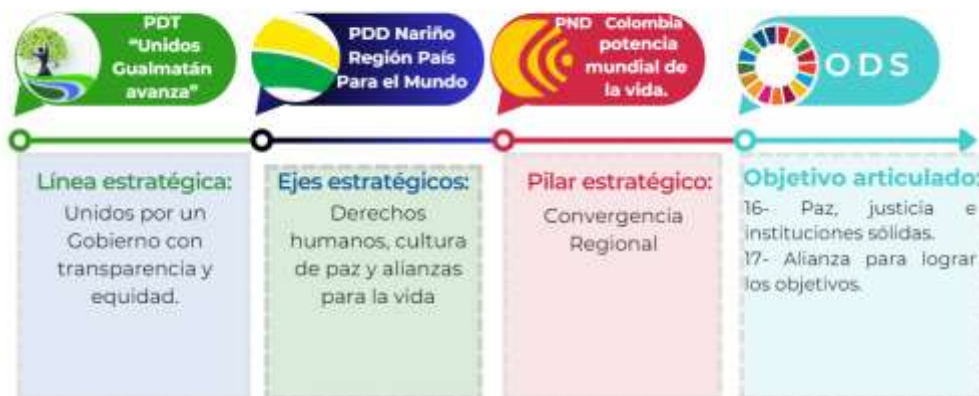 PDT
“Unidos
Gualmatán
avanza”
PDD Nariño
Región País
Para el Mundo
PND Colombia
potencia
mundial de
la vida.
ODS
Línea estratégica:
Unidos por un
Gobierno con
transparencia y
equidad.
Ejes estratégicos:
Derechos
humanos, cultura
de paz y alianzas
para la vida
Pilar estratégico:
Convergencia
Regional
Objetivo articulado:
16- Paz, justicia e
instituciones sólidas.
17- Alianza para lograr
los objetivos.